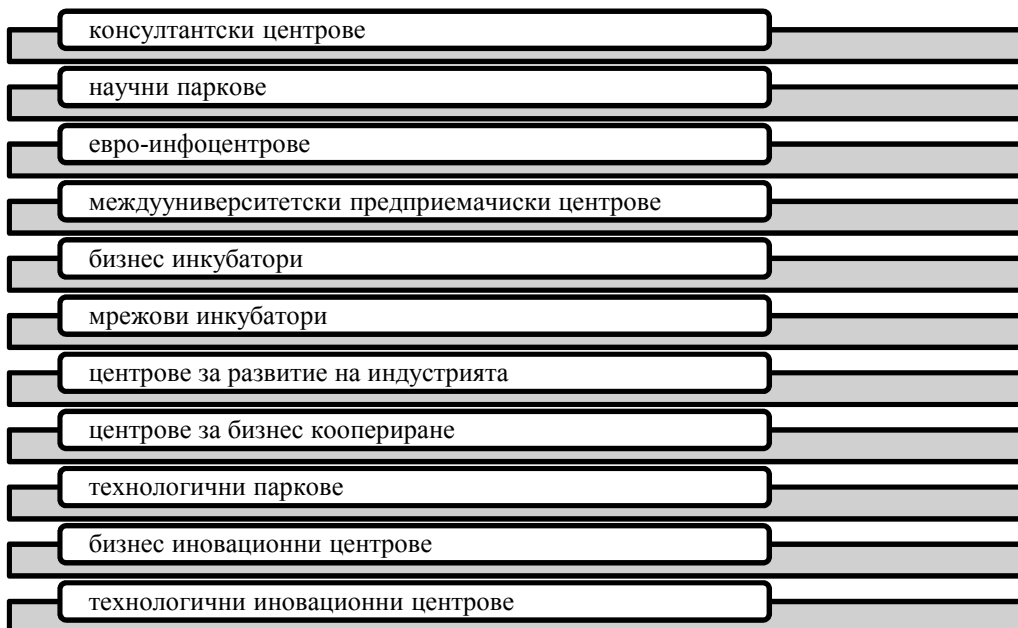 консултантски центрове
научни паркове
евро-инфоцентрове
междууниверситетски предприемачиски центрове
бизнес инкубатори
мрежови инкубатори
центрове за развитие на индустрията
центрове за бизнес коопериране
технологични паркове
бизнес иновационни центрове
технологични иновационни центрове